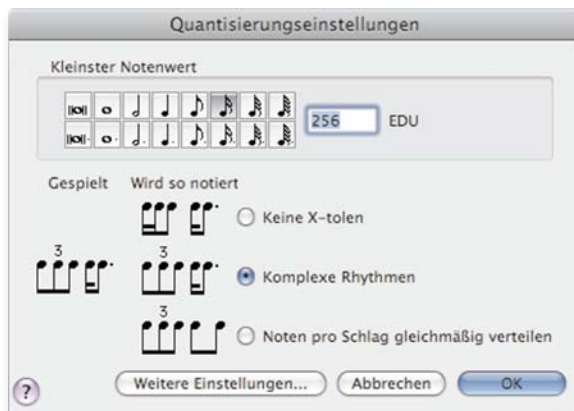 Quantisierungseinstellungen
Kleinster Notenwert
256 EDU
Gespielt Wird so notiert
Keine X-tolen
3 3
Komplexe Rhythmen
3
Noten pro Schlag gleichmäßig verteilen
? Weitere Einstellungen... Abbrechen OK